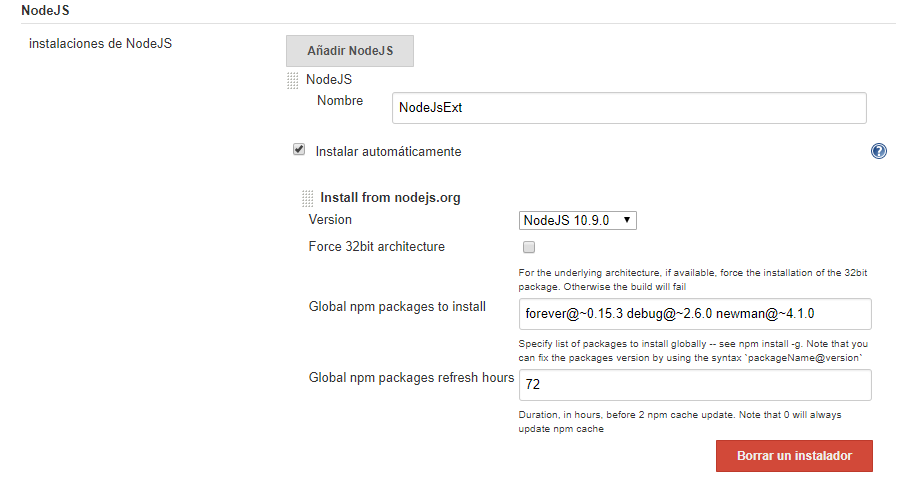 NodeJS
instalaciones de NodeJS
Añadir NodeJS
NodeJS
Nombre
NodeJsExt
Instalar automáticamente
?
Install from nodejs.org
Version
NodeJS 10.9.0
Force 32bit architecture
For the underlying architecture, if available, force the installation of the 32bit
package. Otherwise the build will fail
Global npm packages to install
forever@~0.15.3 debug@~2.6.0 newman@~4.1.0
Specify list of packages to install globally -- see npm install -g. Note that you
can fix the packages version by using the syntax `packageName@version`
Global npm packages refresh hours
72
Duration, in hours, before 2 npm cache update. Note that 0 will always
update npm cache
Borrar un instalador